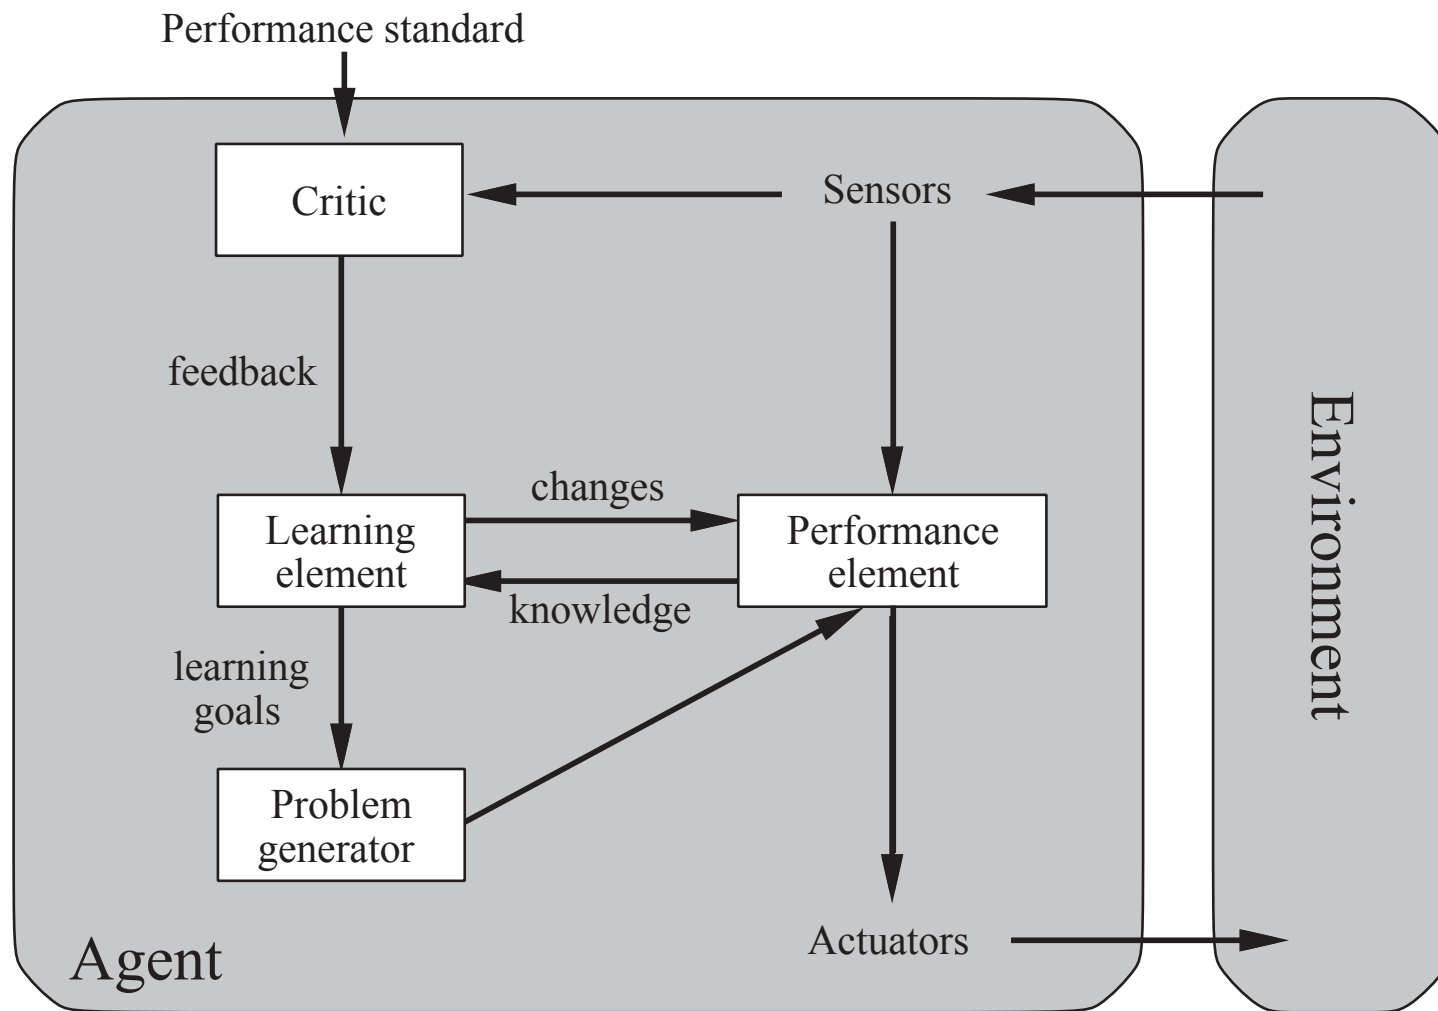 Performance standard
Critic
Sensors
feedback
changes
Learning
element
Performance
element
knowledge
learning
goals
Problem
generator
Actuators
Agent
Environment